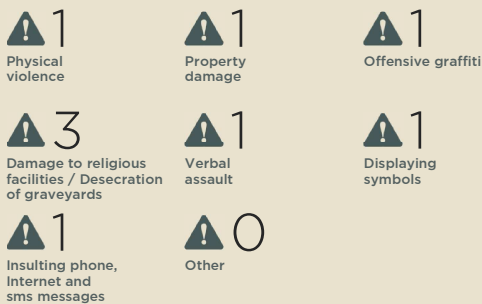 1
Physical
violence
1
Property
damage
1
Offensive graffiti
3
Damage to religious
facilities / Desecration
of graveyards
1
Verbal
assault
1
Displaying
symbols
1
Insulting phone,
Internet and
sms messages
0
Other